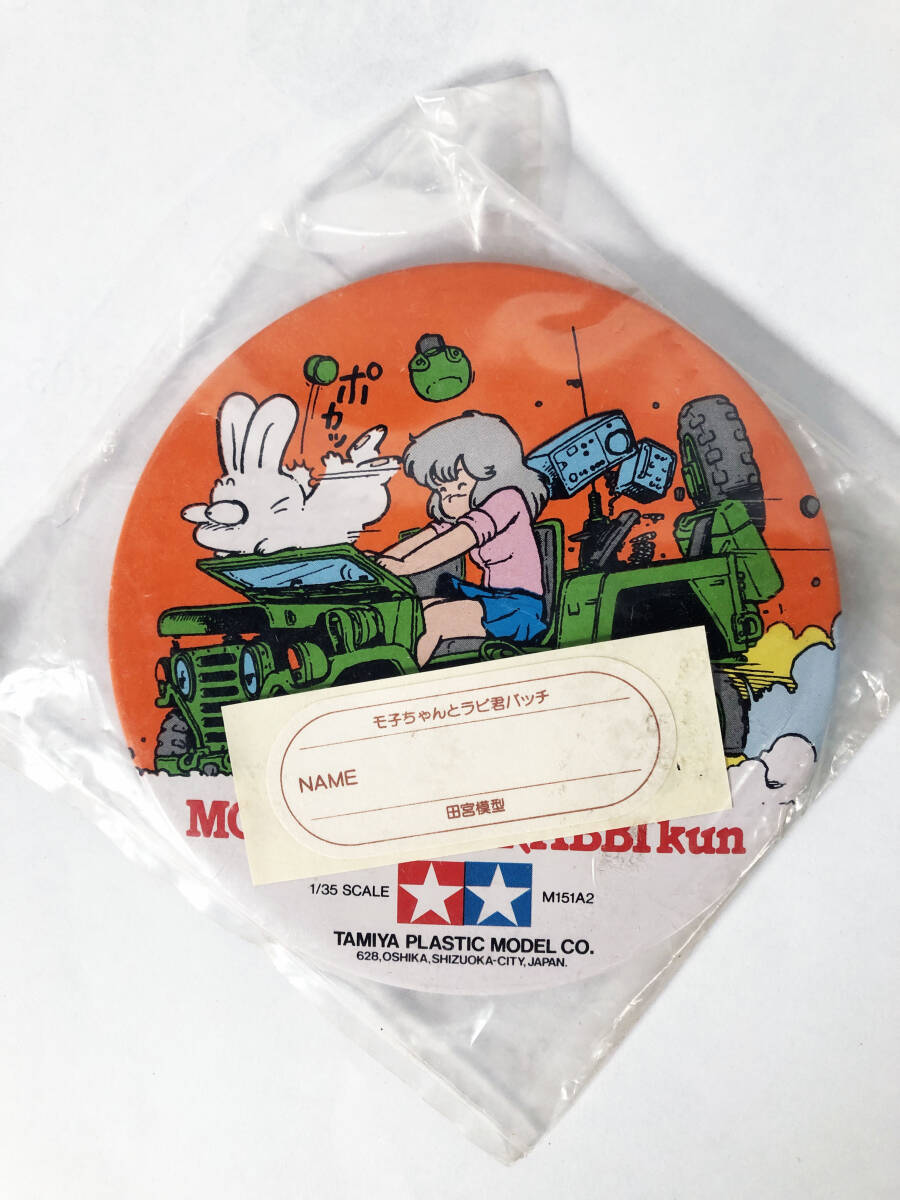 ポカッ
モ子ちゃんとラビ君バッチ
NAME
田宮模型
kun
1/35 SCALE
M151A2
TAMIYA PLASTIC MODEL CO.
628,OSHIKA,SHIZUOKA-CITY,JAPAN.